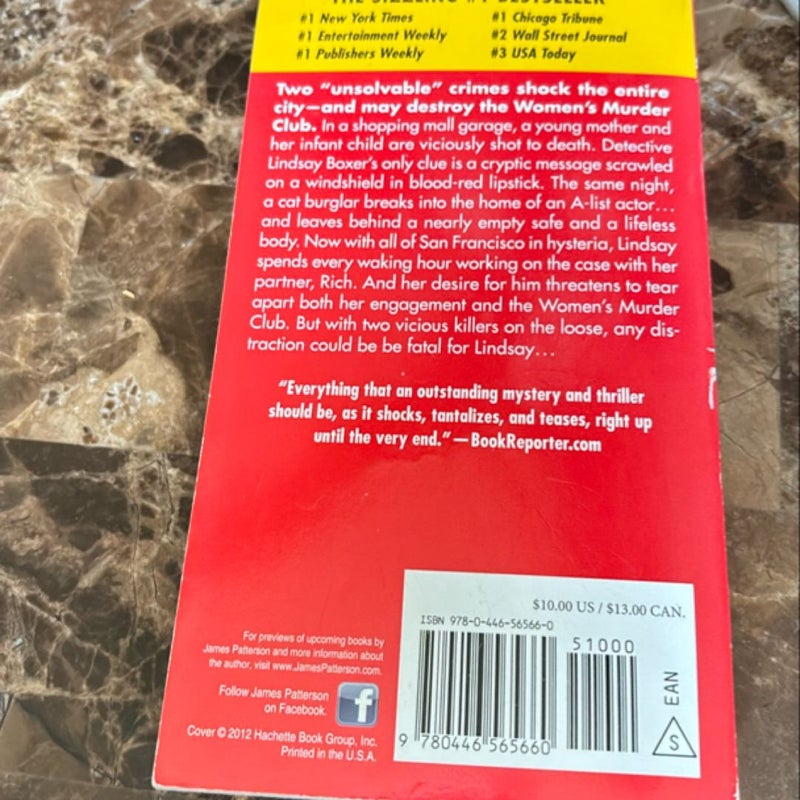 THE SIZZLING #1 BESTSELLER
#1 New York Times
#1 Entertainment Weekly
#1 Publishers Weekly
#1 Chicago Tribune
#2 Wall Street Journal
#3 USA Today
Two "unsolvable" crimes shock the entire
city—and may destroy the Women's Murder
Club. In a shopping mall garage, a young mother and
her infant child are viciously shot to death. Detective
Lindsay Boxer's only clue is a cryptic message scrawled
on a windshield in blood-red lipstick. The same night,
a cat burglar breaks into the home of an A-list actor...
and leaves behind a nearly empty safe and a lifeless
body. Now with all of San Francisco in hysteria, Lindsay
spends every waking hour working on the case with her
partner, Rich. And her desire for him threatens to tear
apart both her engagement and the Women's Murder
Club. But with two vicious killers on the loose, any dis-
traction could be be fatal for Lindsay...
"Everything that an outstanding mystery and thriller
should be, as it shocks, tantalizes, and teases, right up
until the very end." —BookReporter.com
For previews of upcoming books by
James Patterson and more information about
the author, visit www.JamesPatterson.com.
Follow James Patterson
on Facebook.
f
Cover © 2012 Hachette Book Group, Inc.
Printed in the U.S.A.
$10.00 US / $13.00 CAN.
ISBN 978-0-446-56566-0
51000
9 780446 565660
EAN
S